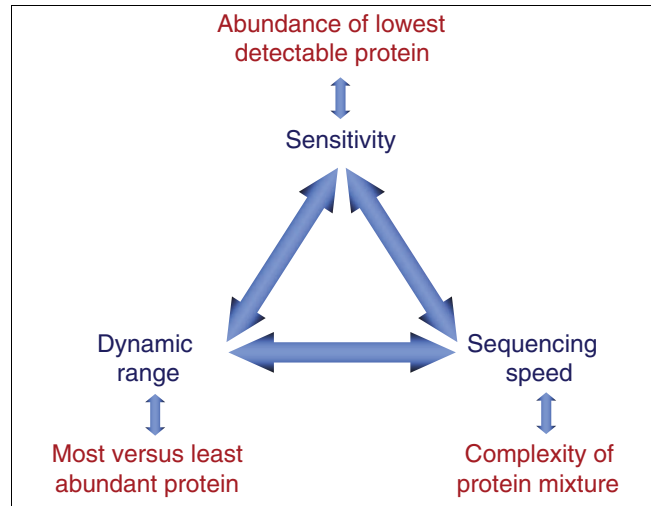 Abundance of lowest
detectable protein
Sensitivity
Dynamic
range
Sequencing
speed
Most versus least
abundant protein
Complexity of
protein mixture